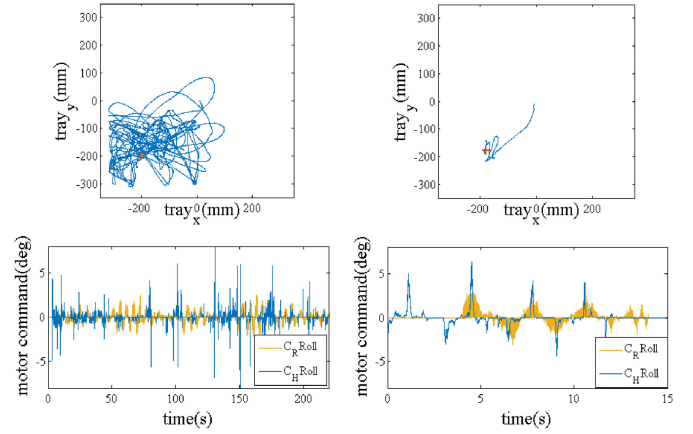 300
200
100
0
-100
-200
-300
tray_y(mm)
-200 0 200
tray_x(mm)
300
200
100
0
-100
-200
-300
tray_y(mm)
-200 0 200
tray_x(mm)
motor command(deg)
5
0
-5
0 50 100 150 200
time(s)
C_R Roll
C_H Roll
motor command(deg)
5
0
-5
0 5 10 15
time(s)
C_R Roll
C_H Roll